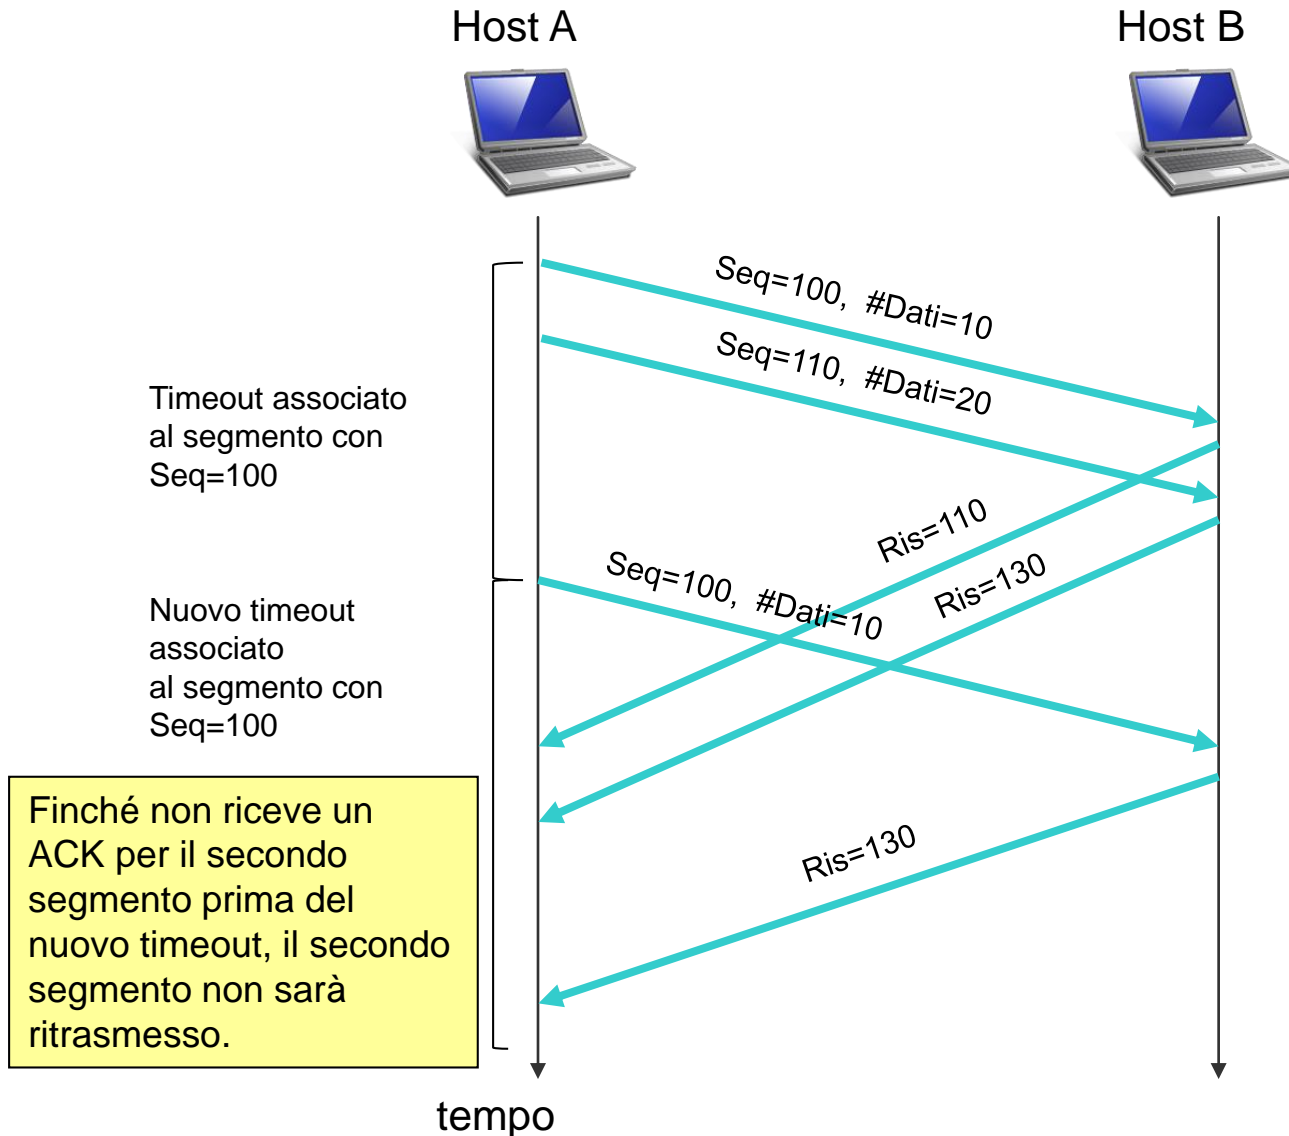 Host A
Host B
Seq=100, #Dati=10
Seq=110, #Dati=20
Timeout associato
al segmento con
Seq=100
Ris=110
Ris=130
Seq=100, #Dati=10
Nuovo timeout
associato
al segmento con
Seq=100
Finché non riceve un
ACK per il secondo
segmento prima del
nuovo timeout, il secondo
segmento non sarà
ritrasmesso.
Ris=130
tempo